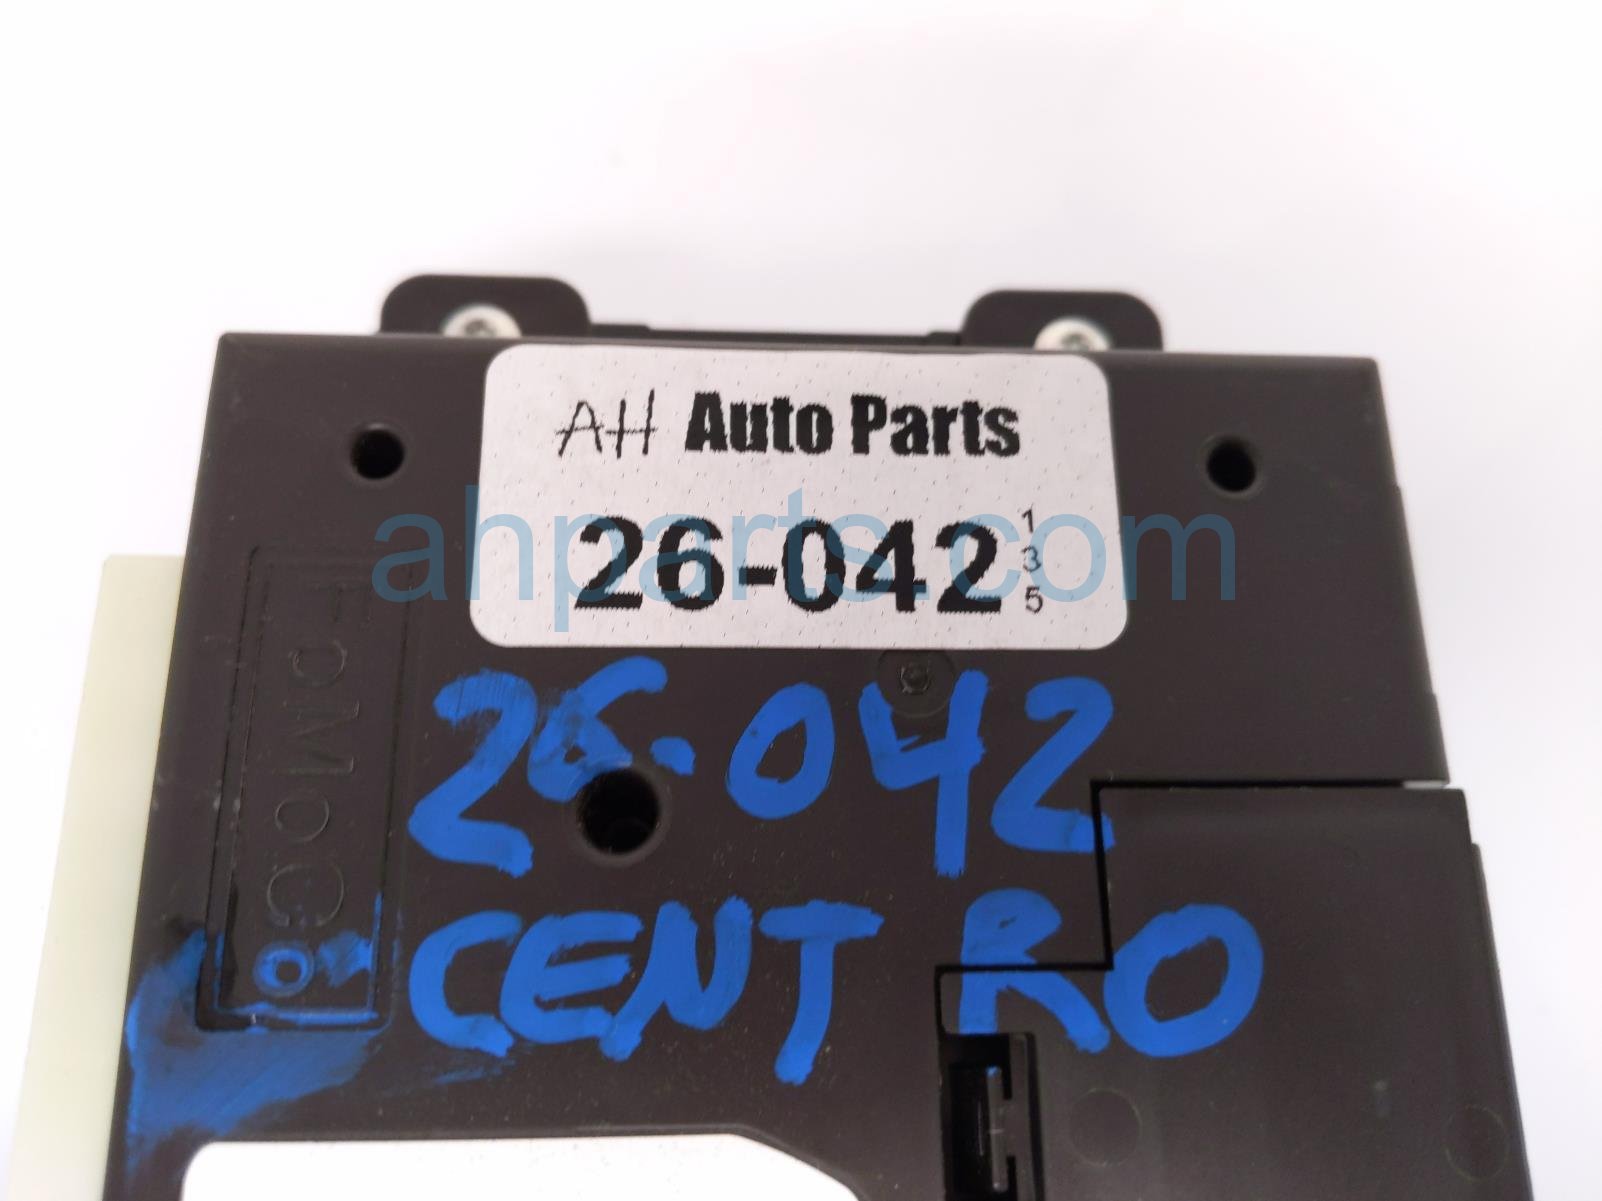 AH Auto Parts
26-042
1
3
5
ahparts.com
FoMoCo
26.042
CENT RO